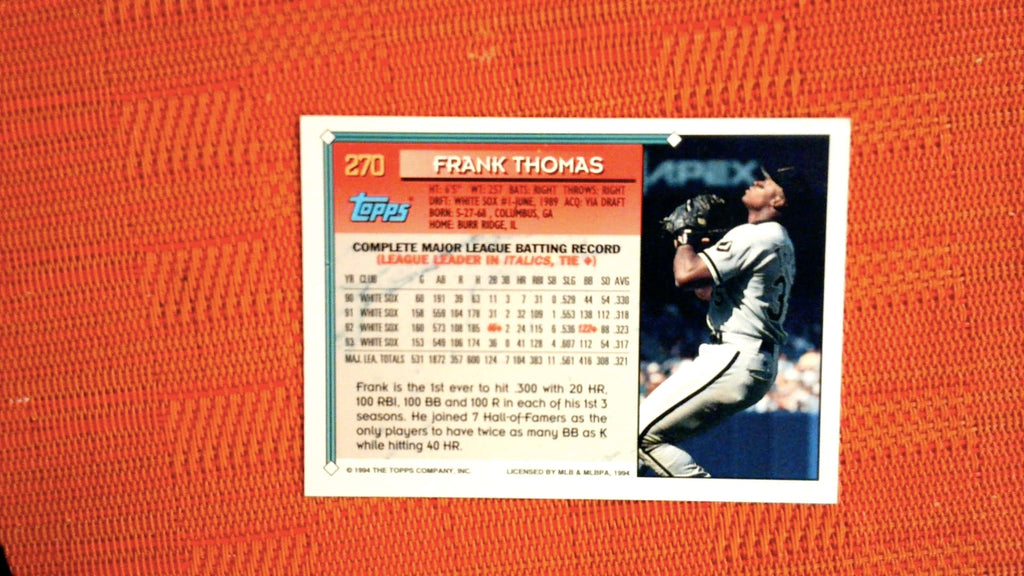 270 FRANK THOMAS
topps
HT: 6'5" WT: 257 BATS: RIGHT THROWS: RIGHT
DRFT: WHITE SOX #1-JUNE, 1989 ACQ: VIA DRAFT
BORN: 5-27-68, COLUMBUS, GA
HOME: BURR RIDGE, IL
COMPLETE MAJOR LEAGUE BATTING RECORD
(LEAGUE LEADER IN ITALICS, TIE ♦)
YR CLUB G AB R H 2B 3B HR RBI SB SLG BB SO AVG
90 WHITE SOX 60 191 39 63 11 3 7 31 0 .529 44 54 .330
91 WHITE SOX 158 559 104 178 31 2 32 109 1 .553 138 112 .318
92 WHITE SOX 160 573 108 185 46♦ 2 24 115 6 .536 122♦ 88 .323
93 WHITE SOX 153 549 106 174 36 0 41 128 4 .607 112 54 .317
MAJ. LEA. TOTALS 531 1872 357 600 124 7 104 383 11 .561 416 308 .321
Frank is the 1st ever to hit .300 with 20 HR,
100 RBI, 100 BB and 100 R in each of his 1st 3
seasons. He joined 7 Hall-of-Famers as the
only players to have twice as many BB as K
while hitting 40 HR.
© 1994 THE TOPPS COMPANY, INC. LICENSED BY MLB & MLBPA, 1994
APEX